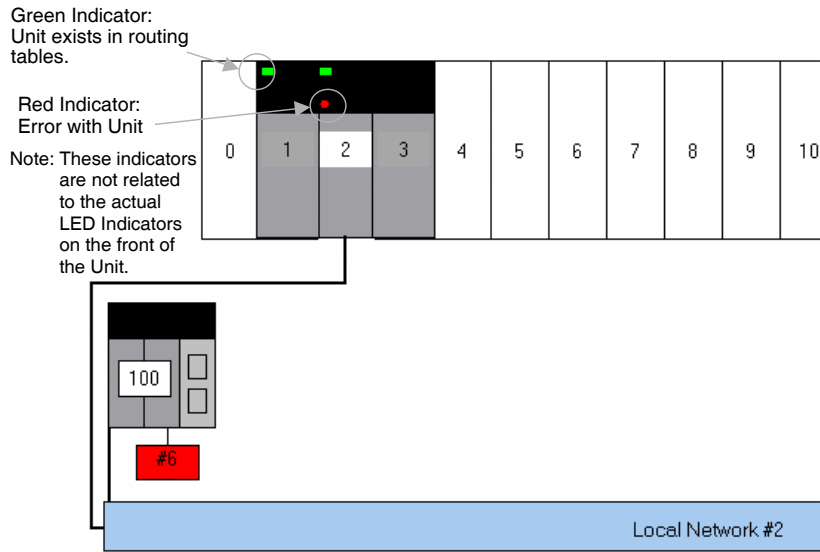 Green Indicator:
Unit exists in routing
tables.
Red Indicator:
Error with Unit
Note: These indicators
are not related
to the actual
LED Indicators
on the front of
the Unit.
0 1 2 3 4 5 6 7 8 9 10
100
#6
Local Network #2